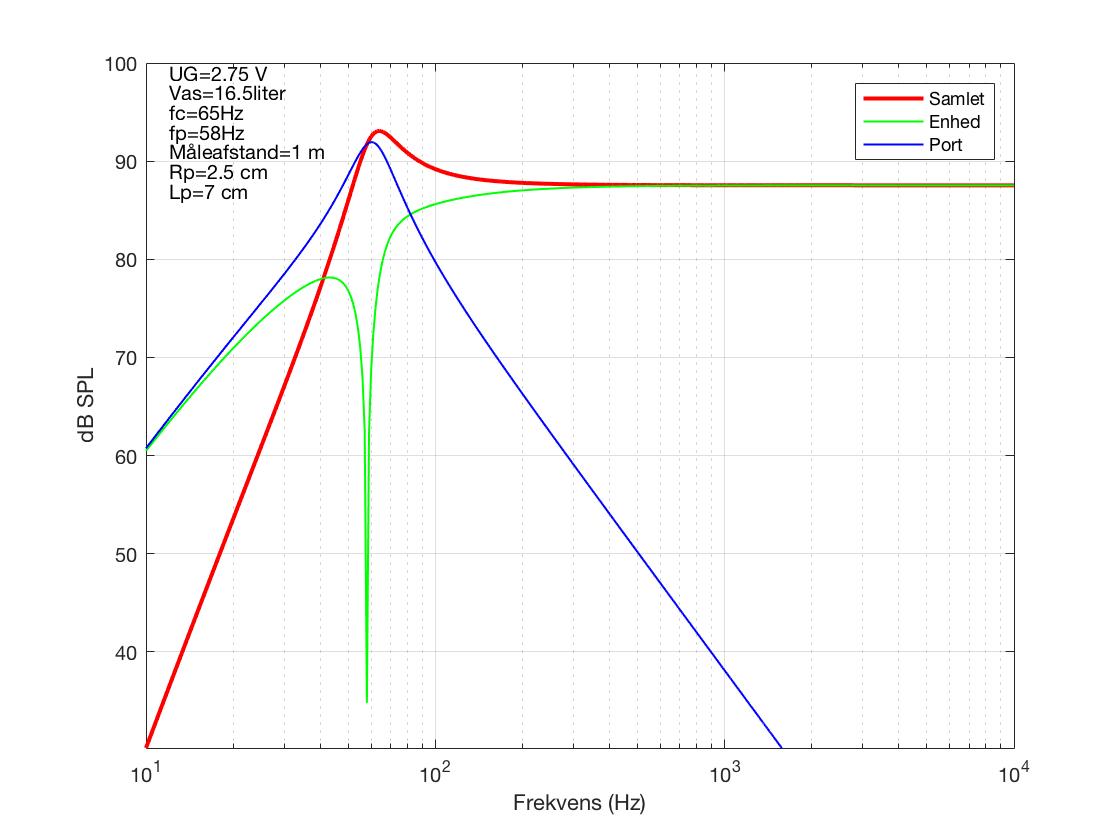 UG=2.75 V
Vas=16.5liter
fc=65Hz
fp=58Hz
Måleafstand=1 m
Rp=2.5 cm
Lp=7 cm
Samlet
Enhed
Port
100
90
80
70
60
50
40
dB SPL
10^1
10^2
10^3
10^4
Frekvens (Hz)